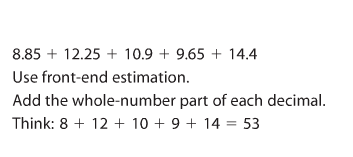 8.85 + 12.25 + 10.9 + 9.65 + 14.4
Use front-end estimation.
Add the whole-number part of each decimal.
Think: 8 + 12 + 10 + 9 + 14 = 53